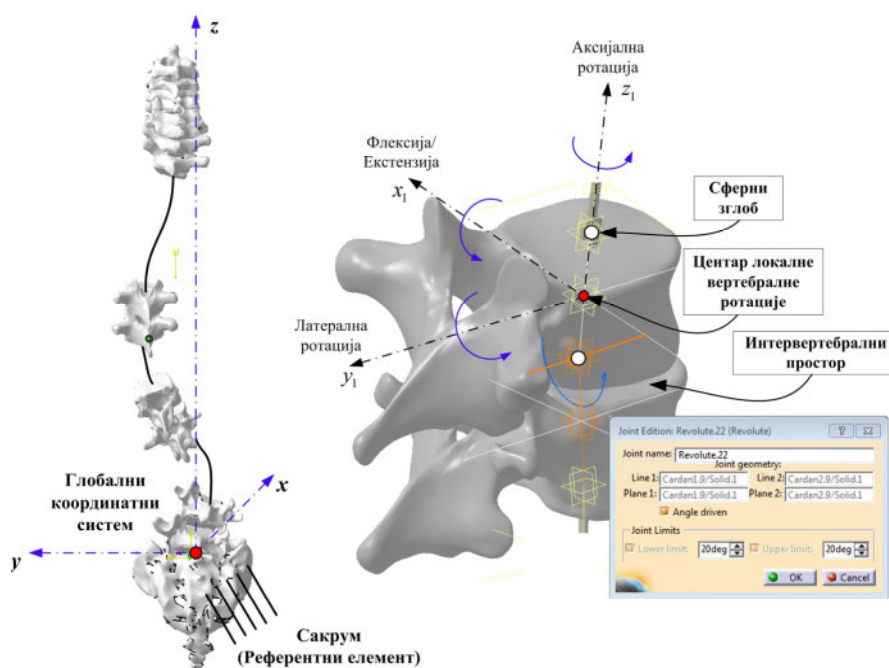 z
Глобални
координатни
систем
x
y
Сакрум
(Референтни елемент)
Аксијална
ротација
z₁
Флексија/
Екстензија
x₁
Латерална
ротација
y₁
Сферни
зглоб
Центар локалне
вертебралне
ротације
Интервертебрални
простор
Joint Edition: Revolute.22 (Revolute)
Joint name: Revolute.22
Joint geometry:
Line 1: Cardan1.9/Solid.1 Line 2: Cardan2.9/Solid.1
Plane 1: Cardan1.9/Solid.1 Plane 2: Cardan2.9/Solid.1
Angle driven
Joint Limits
Lower limit: 20deg Upper limit: 20deg
OK Cancel